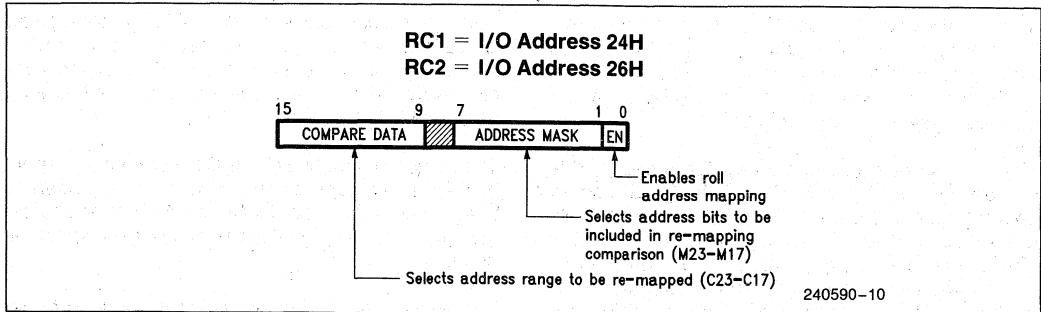 RC1 = I/O Address 24H
RC2 = I/O Address 26H
15 9 7 1 0
COMPARE DATA ADDRESS MASK EN
Enables roll
address mapping
Selects address bits to be
included in re-mapping
comparison (M23-M17)
Selects address range to be re-mapped (C23-C17)
240590-10